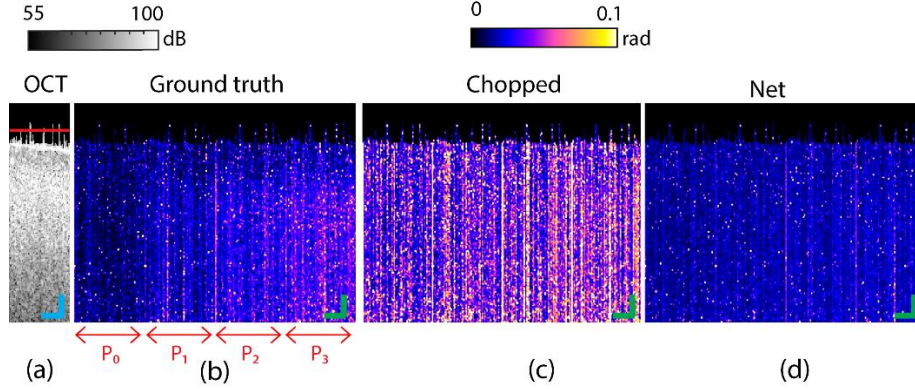 55 100
dB
0 0.1
rad
OCT Ground truth Chopped Net
P₀ P₁ P₂ P₃
(a) (b) (c) (d)